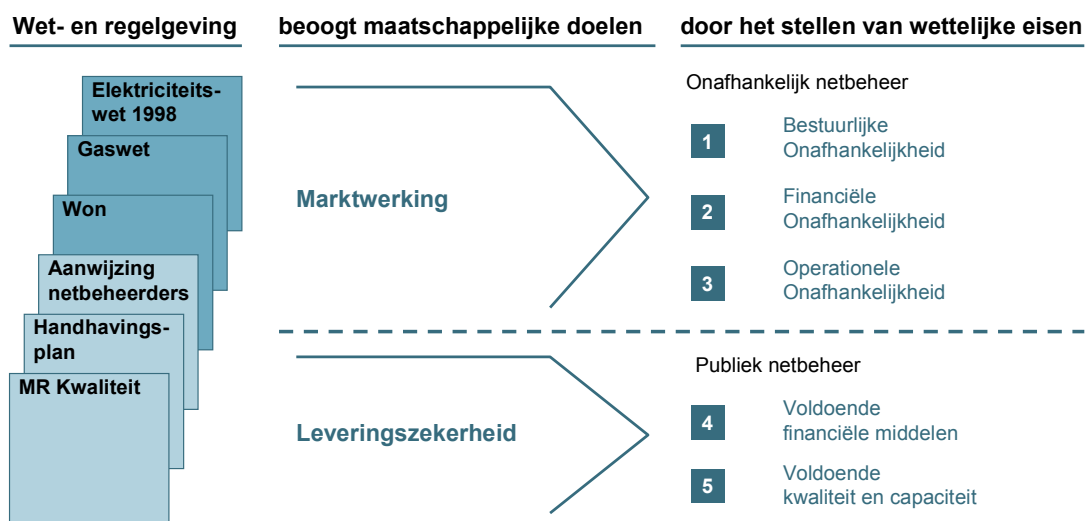 Wet- en regelgeving
beoogt maatschappelijke doelen
door het stellen van wettelijke eisen
Elektriciteits-
wet 1998
Gaswet
Won
Aanwijzing
netbeheerders
Handhavings-
plan
MR Kwaliteit
Marktwerking
Leveringszekerheid
Onafhankelijk netbeheer
1
Bestuurlijke
Onafhankelijkheid
2
Financiële
Onafhankelijkheid
3
Operationele
Onafhankelijkheid
Publiek netbeheer
4
Voldoende
financiële middelen
5
Voldoende
kwaliteit en capaciteit